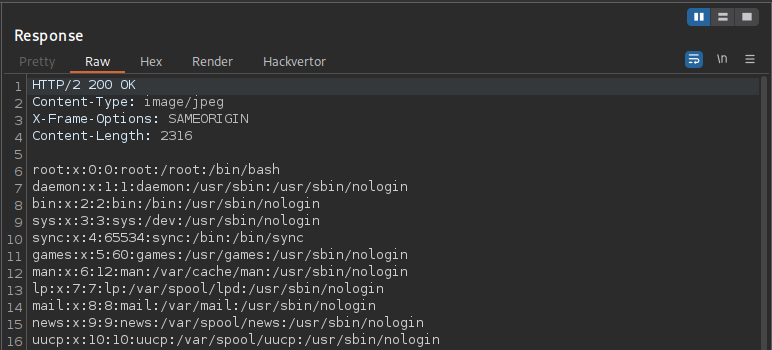 Response
Pretty Raw Hex Render Hackvertor \n
1 HTTP/2 200 OK
2 Content-Type: image/jpeg
3 X-Frame-Options: SAMEORIGIN
4 Content-Length: 2316
5
6 root:x:0:0:root:/root:/bin/bash
7 daemon:x:1:1:daemon:/usr/sbin:/usr/sbin/nologin
8 bin:x:2:2:bin:/bin:/usr/sbin/nologin
9 sys:x:3:3:sys:/dev:/usr/sbin/nologin
10 sync:x:4:65534:sync:/bin:/bin/sync
11 games:x:5:60:games:/usr/games:/usr/sbin/nologin
12 man:x:6:12:man:/var/cache/man:/usr/sbin/nologin
13 lp:x:7:7:lp:/var/spool/lpd:/usr/sbin/nologin
14 mail:x:8:8:mail:/var/mail:/usr/sbin/nologin
15 news:x:9:9:news:/var/spool/news:/usr/sbin/nologin
16 uucp:x:10:10:uucp:/var/spool/uucp:/usr/sbin/nologin